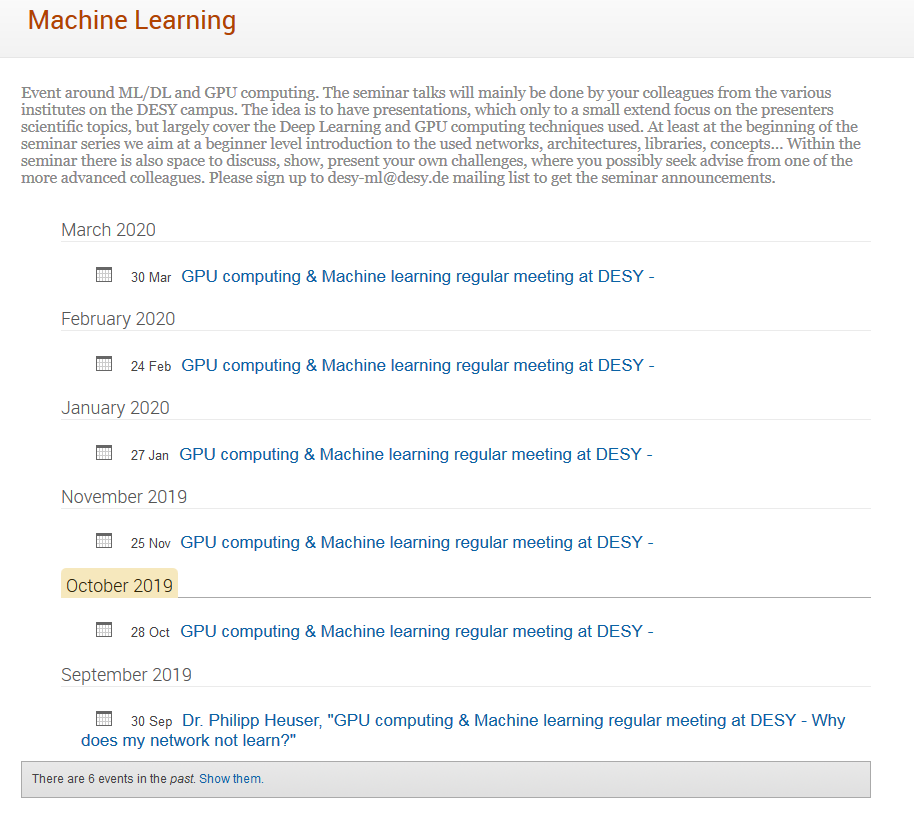 Machine Learning
Event around ML/DL and GPU computing. The seminar talks will mainly be done by your colleagues from the various
institutes on the DESY campus. The idea is to have presentations, which only to a small extend focus on the presenters
scientific topics, but largely cover the Deep Learning and GPU computing techniques used. At least at the beginning of the
seminar series we aim at a beginner level introduction to the used networks, architectures, libraries, concepts... Within the
seminar there is also space to discuss, show, present your own challenges, where you possibly seek advise from one of the
more advanced colleagues. Please sign up to desy-ml@desy.de mailing list to get the seminar announcements.
March 2020
30 Mar GPU computing & Machine learning regular meeting at DESY -
February 2020
24 Feb GPU computing & Machine learning regular meeting at DESY -
January 2020
27 Jan GPU computing & Machine learning regular meeting at DESY -
November 2019
25 Nov GPU computing & Machine learning regular meeting at DESY -
October 2019
28 Oct GPU computing & Machine learning regular meeting at DESY -
September 2019
30 Sep Dr. Philipp Heuser, "GPU computing & Machine learning regular meeting at DESY - Why
does my network not learn?"
There are 6 events in the past. Show them.